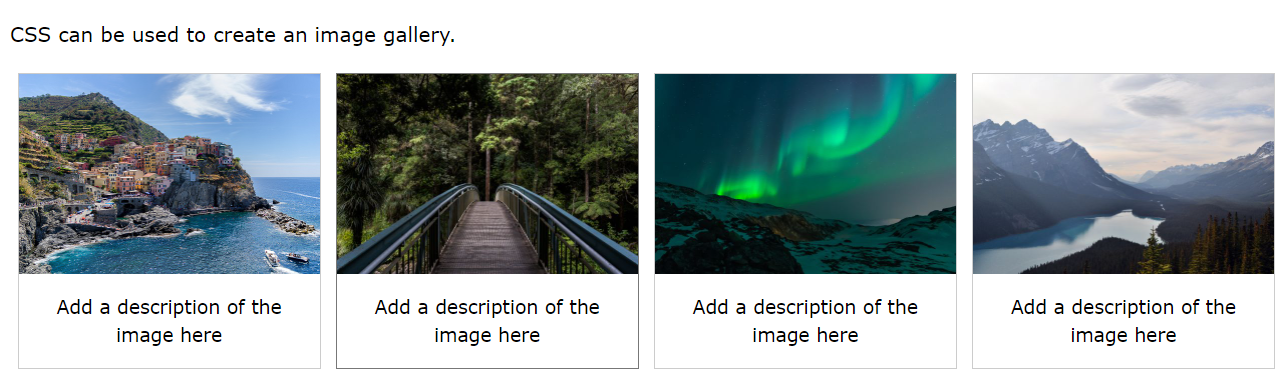 CSS can be used to create an image gallery.
Add a description of the
image here
Add a description of the
image here
Add a description of the
image here
Add a description of the
image here